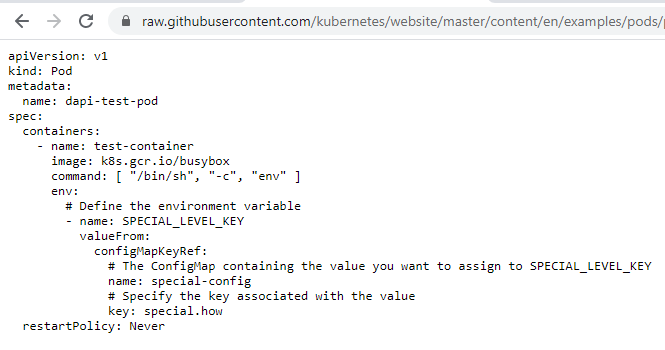 raw.githubusercontent.com/kubernetes/website/master/content/en/examples/pods/
apiVersion: v1
kind: Pod
metadata:
  name: dapi-test-pod
spec:
  containers:
    - name: test-container
      image: k8s.gcr.io/busybox
      command: [ "/bin/sh", "-c", "env" ]
      env:
        # Define the environment variable
        - name: SPECIAL_LEVEL_KEY
          valueFrom:
            configMapKeyRef:
              # The ConfigMap containing the value you want to assign to SPECIAL_LEVEL_KEY
              name: special-config
              # Specify the key associated with the value
              key: special.how
  restartPolicy: Never